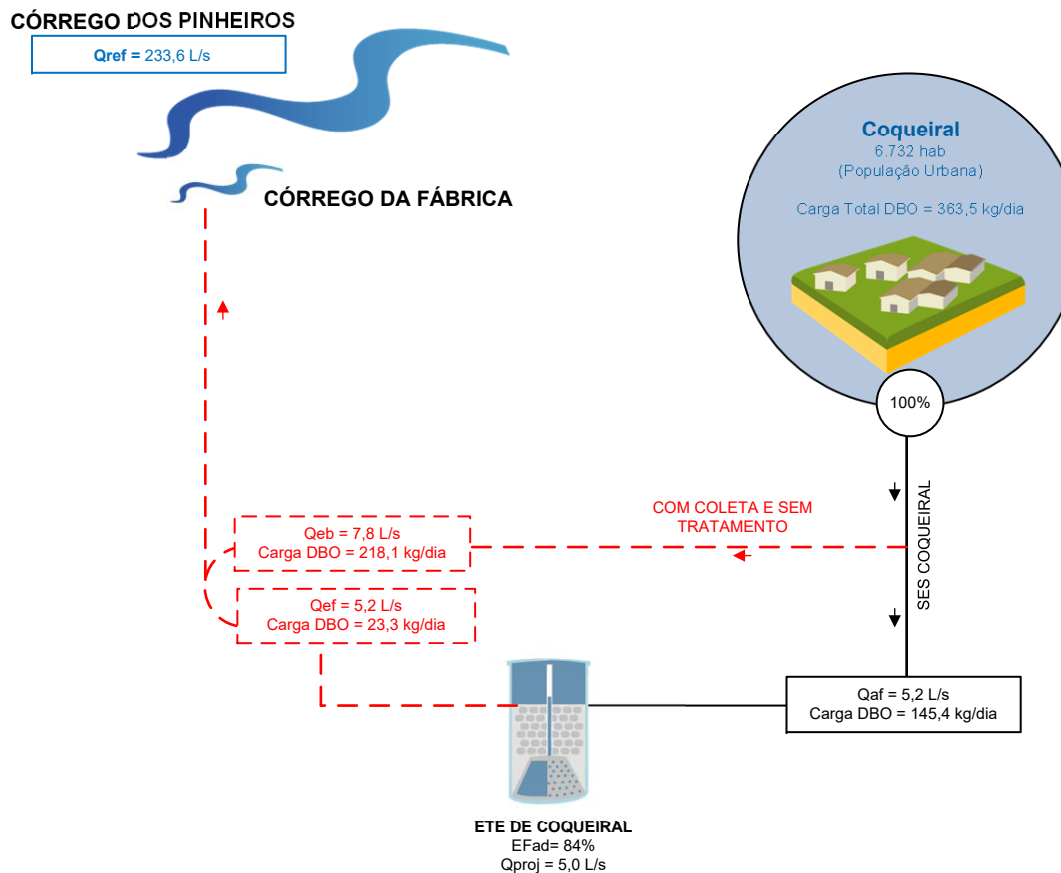 CÓRREGO DOS PINHEIROS
Qref = 233,6 L/s
CÓRREGO DA FÁBRICA
Coqueiral
6.732 hab
(População Urbana)
Carga Total DBO = 363,5 kg/dia
100%
COM COLETA E SEM
TRATAMENTO
SES COQUEIRAL
Qeb = 7,8 L/s
Carga DBO = 218,1 kg/dia
Qef = 5,2 L/s
Carga DBO = 23,3 kg/dia
Qaf = 5,2 L/s
Carga DBO = 145,4 kg/dia
ETE DE COQUEIRAL
EFad= 84%
Qproj = 5,0 L/s